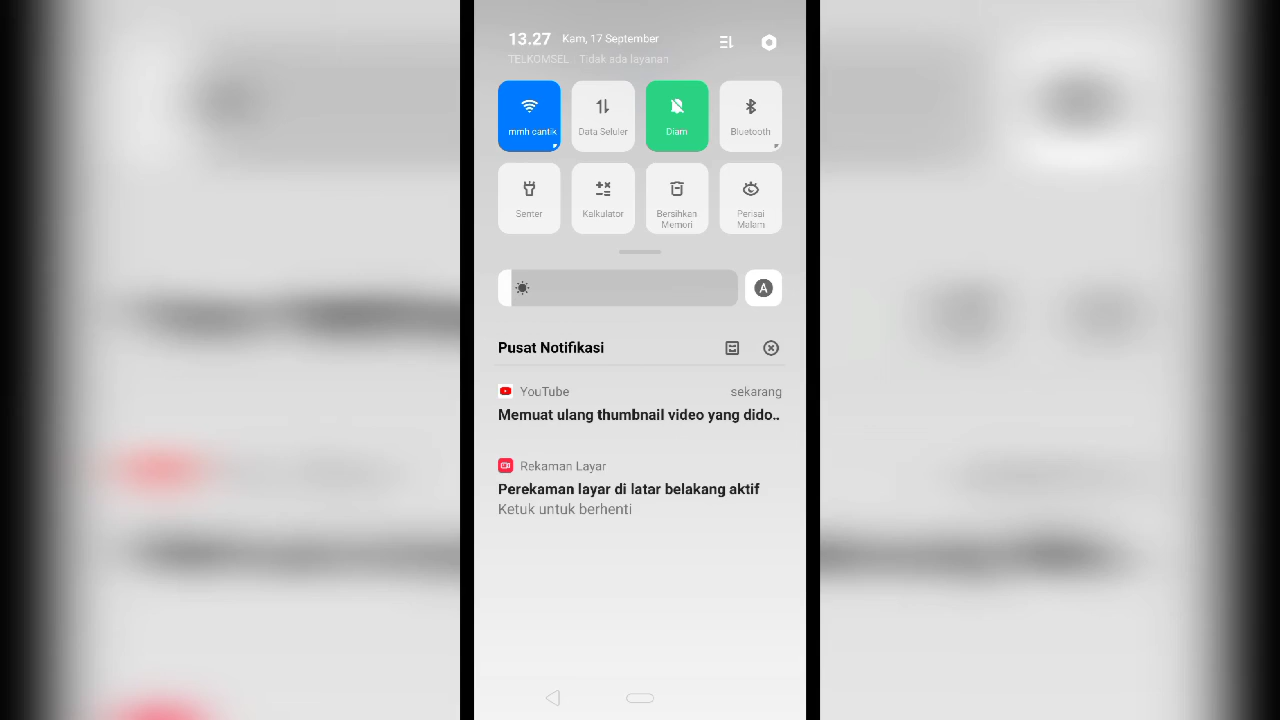 13.27 Kam, 17 September
TELKOMSEL - Tidak ada layanan
mmh cantik
Data Seluler
Diam
Bluetooth
Senter
Kalkulator
Bersihkan
Memori
Perisai
Malam
A
Pusat Notifikasi
YouTube sekarang
Memuat ulang thumbnail video yang dido..
Rekaman Layar
Perekaman layar di latar belakang aktif
Ketuk untuk berhenti